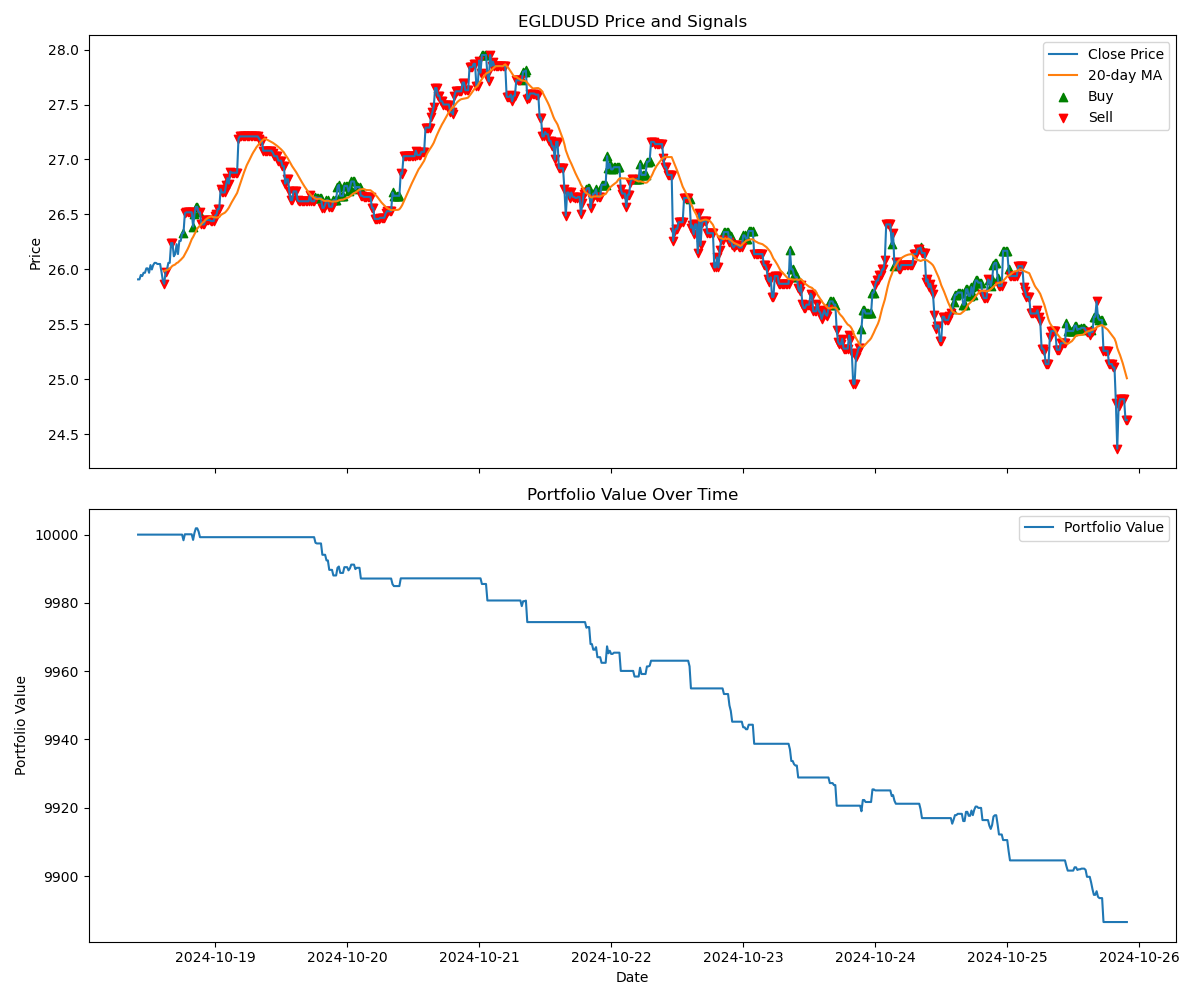 EGLDUSD Price and Signals
Price
28.0
27.5
27.0
26.5
26.0
25.5
25.0
24.5
Close Price
20-day MA
Buy
Sell
Portfolio Value Over Time
Portfolio Value
10000
9980
9960
9940
9920
9900
Portfolio Value
2024-10-19
2024-10-20
2024-10-21
2024-10-22
2024-10-23
2024-10-24
2024-10-25
2024-10-26
Date